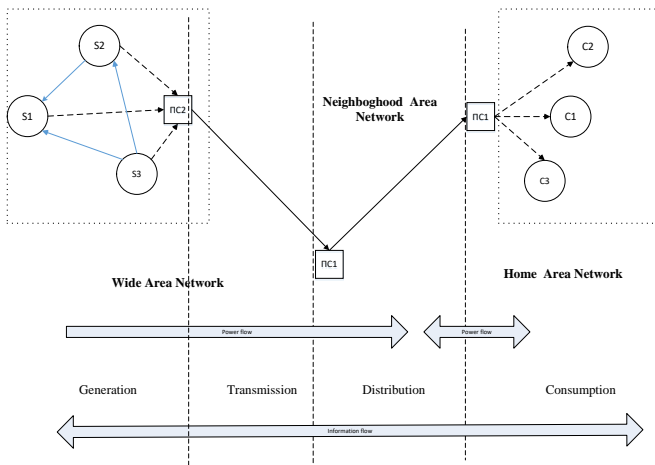 S2
C2
S1
ПС2
Neighboghood Area
Network
ПС1
C1
S3
C3
ПС1
Wide Area Network
Home Area Network
Power flow
Power flow
Generation
Transmission
Distribution
Consumption
Information flow